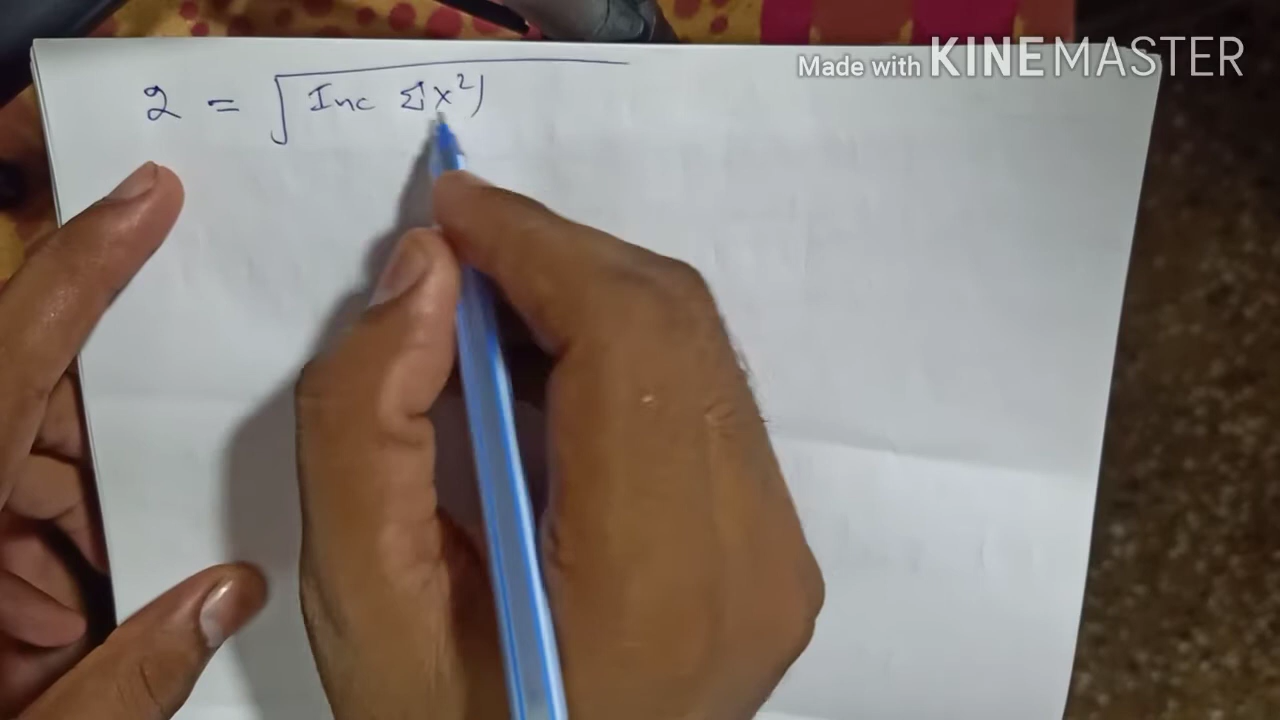 Made with KINEMASTER
2 = √Inc Σx²)